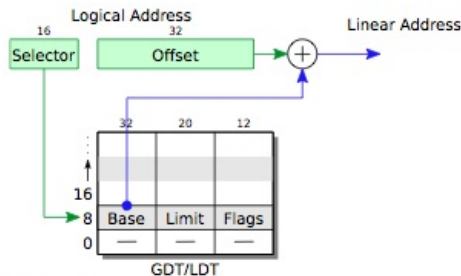 Logical Address
Linear Address
16
32
Selector
Offset
+
32
20
12
16
8
Base
Limit
Flags
0
GDT/LDT